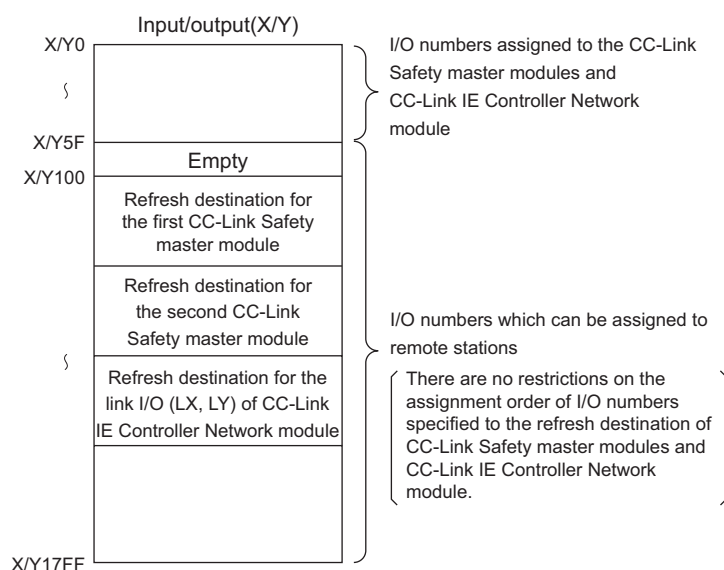 Input/output(X/Y)
X/Y0
X/Y5F
Empty
X/Y100
Refresh destination for
the first CC-Link Safety
master module
Refresh destination for
the second CC-Link
Safety master module
Refresh destination for the
link I/O (LX, LY) of CC-Link
IE Controller Network module
X/Y17FF
I/O numbers assigned to the CC-Link
Safety master modules and
CC-Link IE Controller Network
module
I/O numbers which can be assigned to
remote stations
There are no restrictions on the
assignment order of I/O numbers
specified to the refresh destination of
CC-Link Safety master modules and
CC-Link IE Controller Network
module.